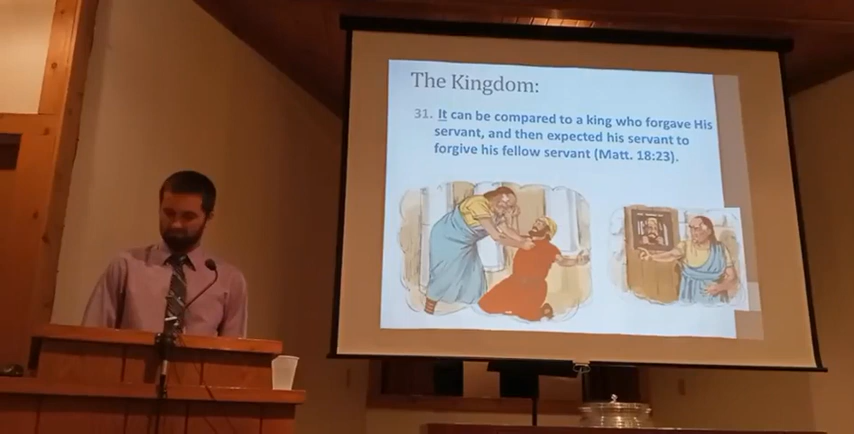 The Kingdom:
31. It can be compared to a king who forgave His
servant, and then expected his servant to
forgive his fellow servant (Matt. 18:23).